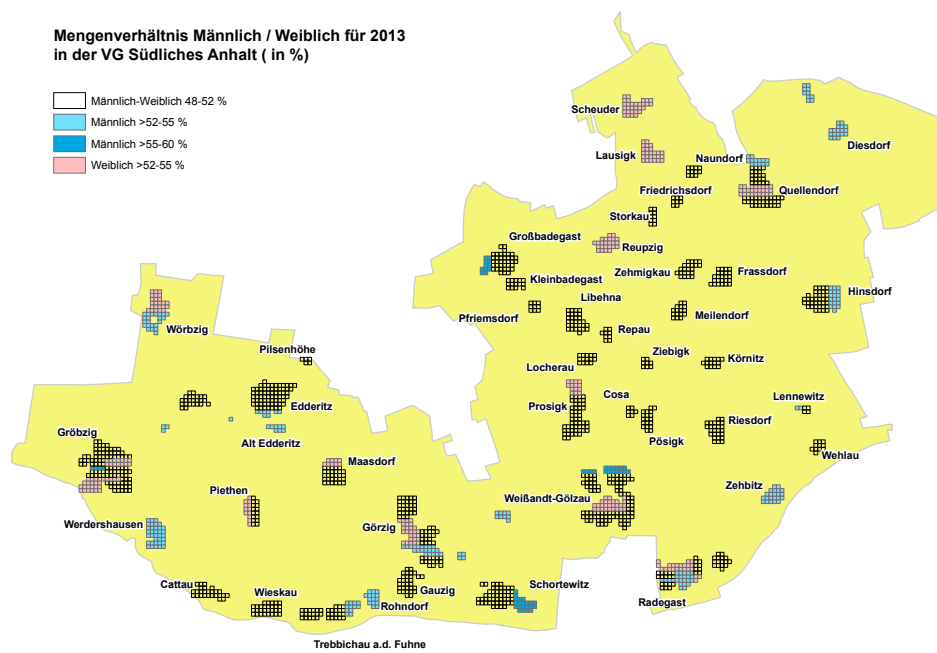 Mengenverhältnis Männlich / Weiblich für 2013
in der VG Südliches Anhalt ( in %)
Männlich-Weiblich 48-52 %
Männlich >52-55 %
Männlich >55-60 %
Weiblich >52-55 %
Scheuder
Diesdorf
Lausigk
Naundorf
Friedrichsdorf
Quellendorf
Storkau
Großbadegast
Reupzig
Zehmigkau
Frassdorf
Kleinbadegast
Hinsdorf
Libehna
Pfriemsdorf
Meilendorf
Wörbzig
Repau
Pilsenhöhe
Ziebigk
Locherau
Körnitz
Lennewitz
Cosa
Edderitz
Prosigk
Riesdorf
Gröbzig
Alt Edderitz
Pösigk
Wehlau
Maasdorf
Zehbitz
Piethen
Weißandt-Gölzau
Werdershausen
Görzig
Cattau
Wieskau
Gauzig
Schortewitz
Rohndorf
Radegast
Trebbichau a.d. Fuhne